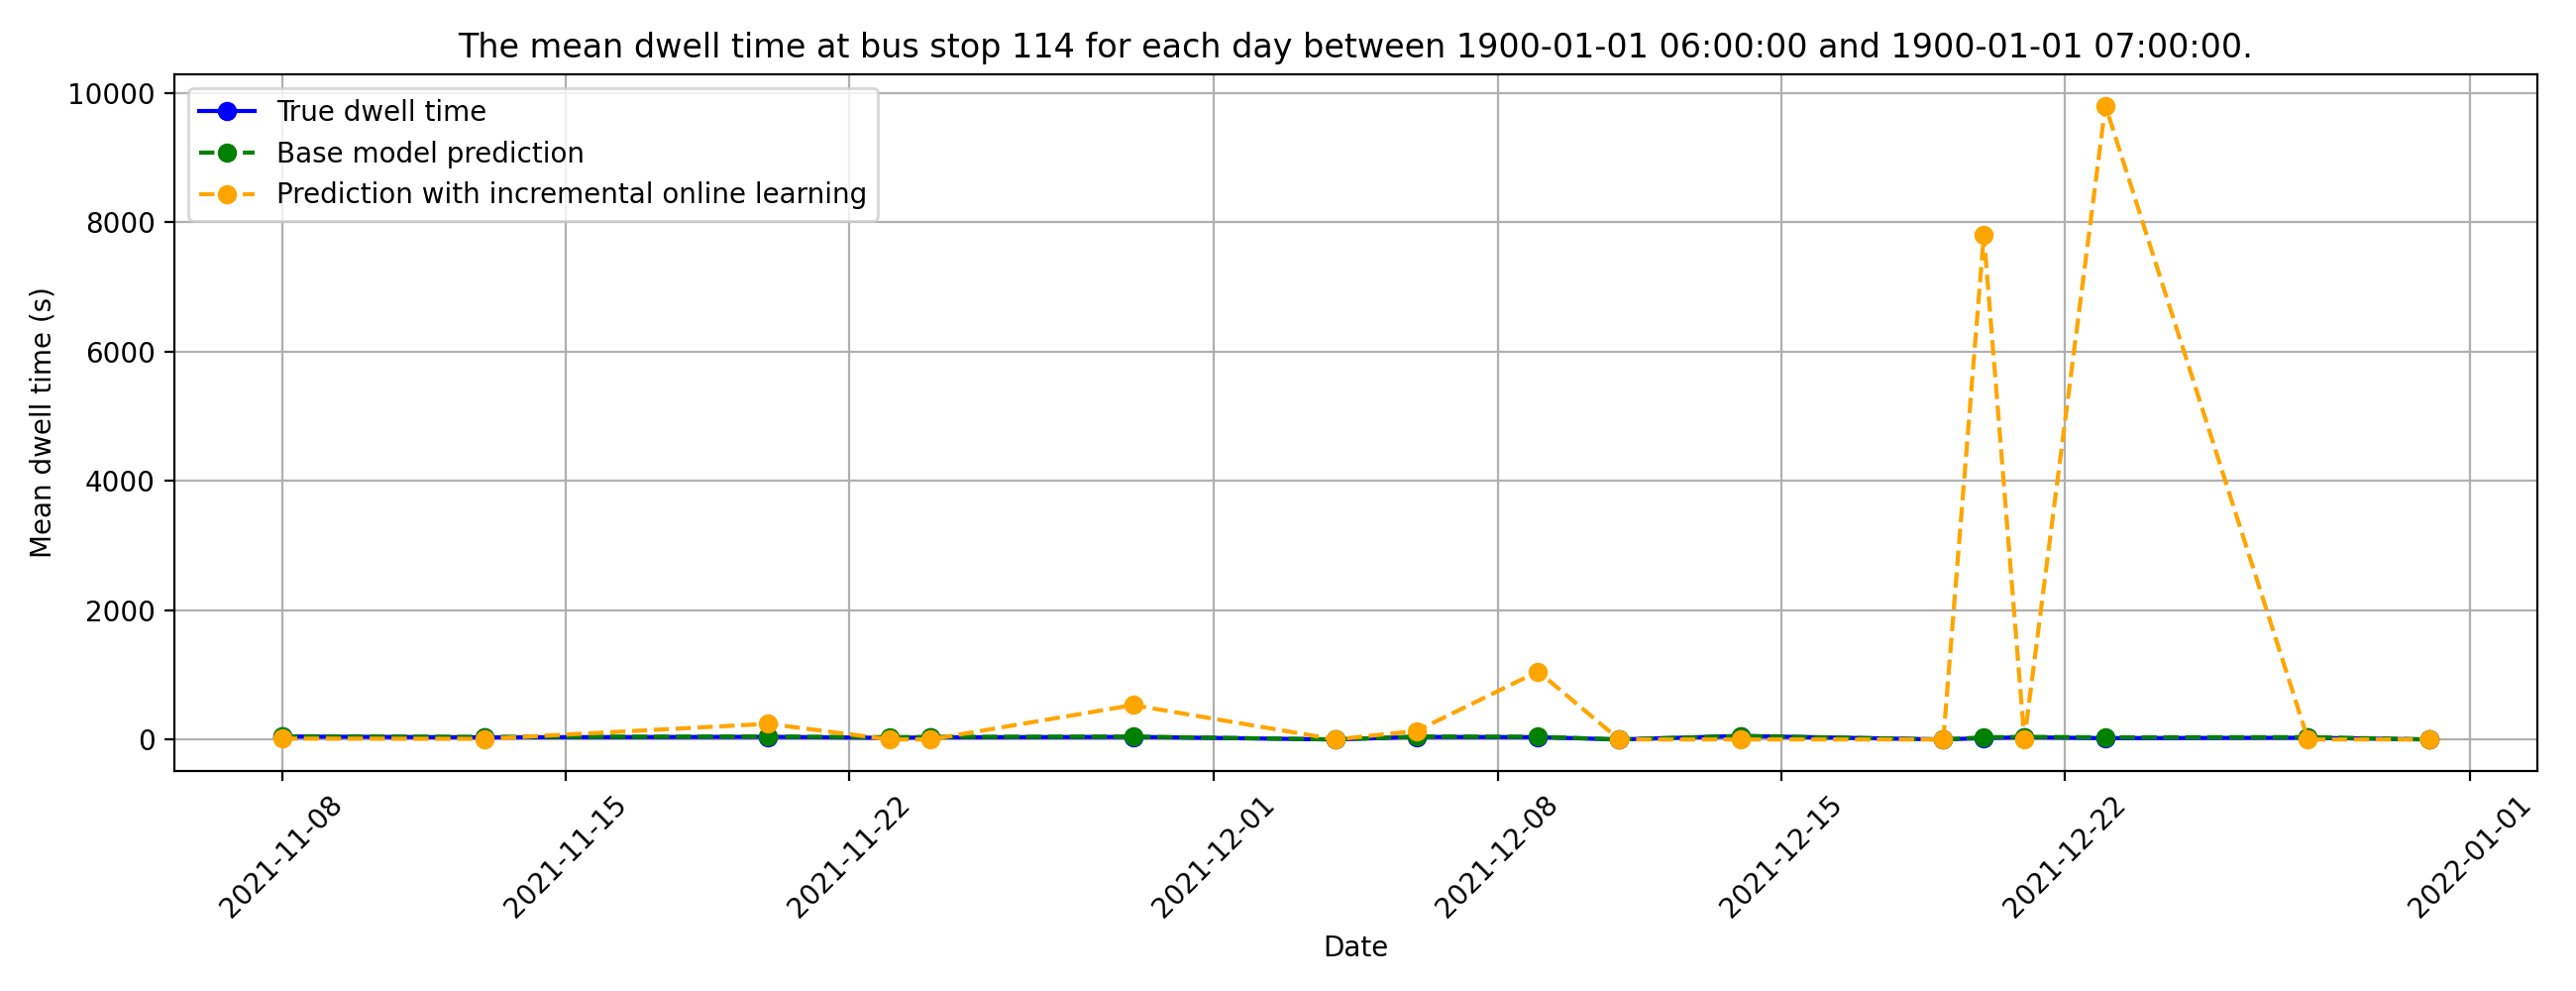 The mean dwell time at bus stop 114 for each day between 1900-01-01 06:00:00 and 1900-01-01 07:00:00.
True dwell time
Base model prediction
Prediction with incremental online learning
Mean dwell time (s)
10000
8000
6000
4000
2000
0
2021-11-08
2021-11-15
2021-11-22
2021-12-01
2021-12-08
2021-12-15
2021-12-22
2022-01-01
Date